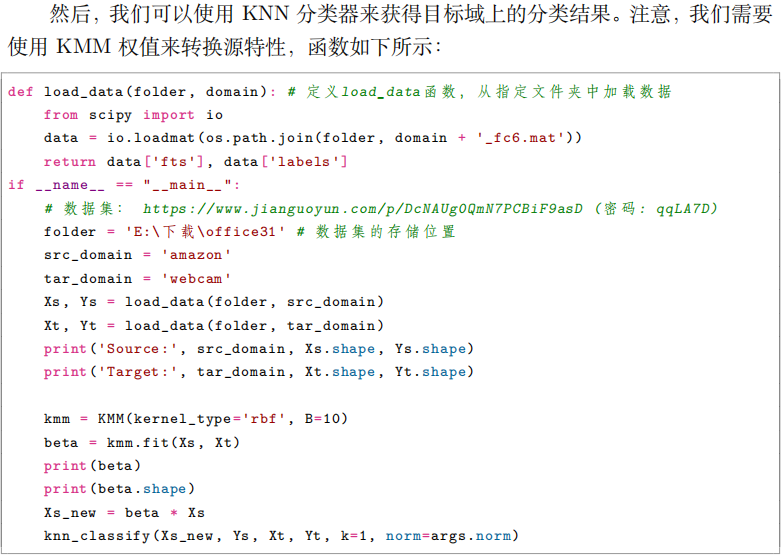 然后，我们可以使用 KNN 分类器来获得目标域上的分类结果。注意，我们需要
使用 KMM 权值来转换源特性，函数如下所示：
def load_data(folder, domain): # 定义load_data函数，从指定文件夹中加载数据
    from scipy import io
    data = io.loadmat(os.path.join(folder, domain + '_fc6.mat'))
    return data['fts'], data['labels']
if __name__ == "__main__":
    # 数据集： https://www.jianguoyun.com/p/DcNAUg0QmN7PCBiF9asD (密码: qqLA7D)
    folder = 'E:\下载\office31' # 数据集的存储位置
    src_domain = 'amazon'
    tar_domain = 'webcam'
    Xs, Ys = load_data(folder, src_domain)
    Xt, Yt = load_data(folder, tar_domain)
    print('Source:', src_domain, Xs.shape, Ys.shape)
    print('Target:', tar_domain, Xt.shape, Yt.shape)

    kmm = KMM(kernel_type='rbf', B=10)
    beta = kmm.fit(Xs, Xt)
    print(beta)
    print(beta.shape)
    Xs_new = beta * Xs
    knn_classify(Xs_new, Ys, Xt, Yt, k=1, norm=args.norm)